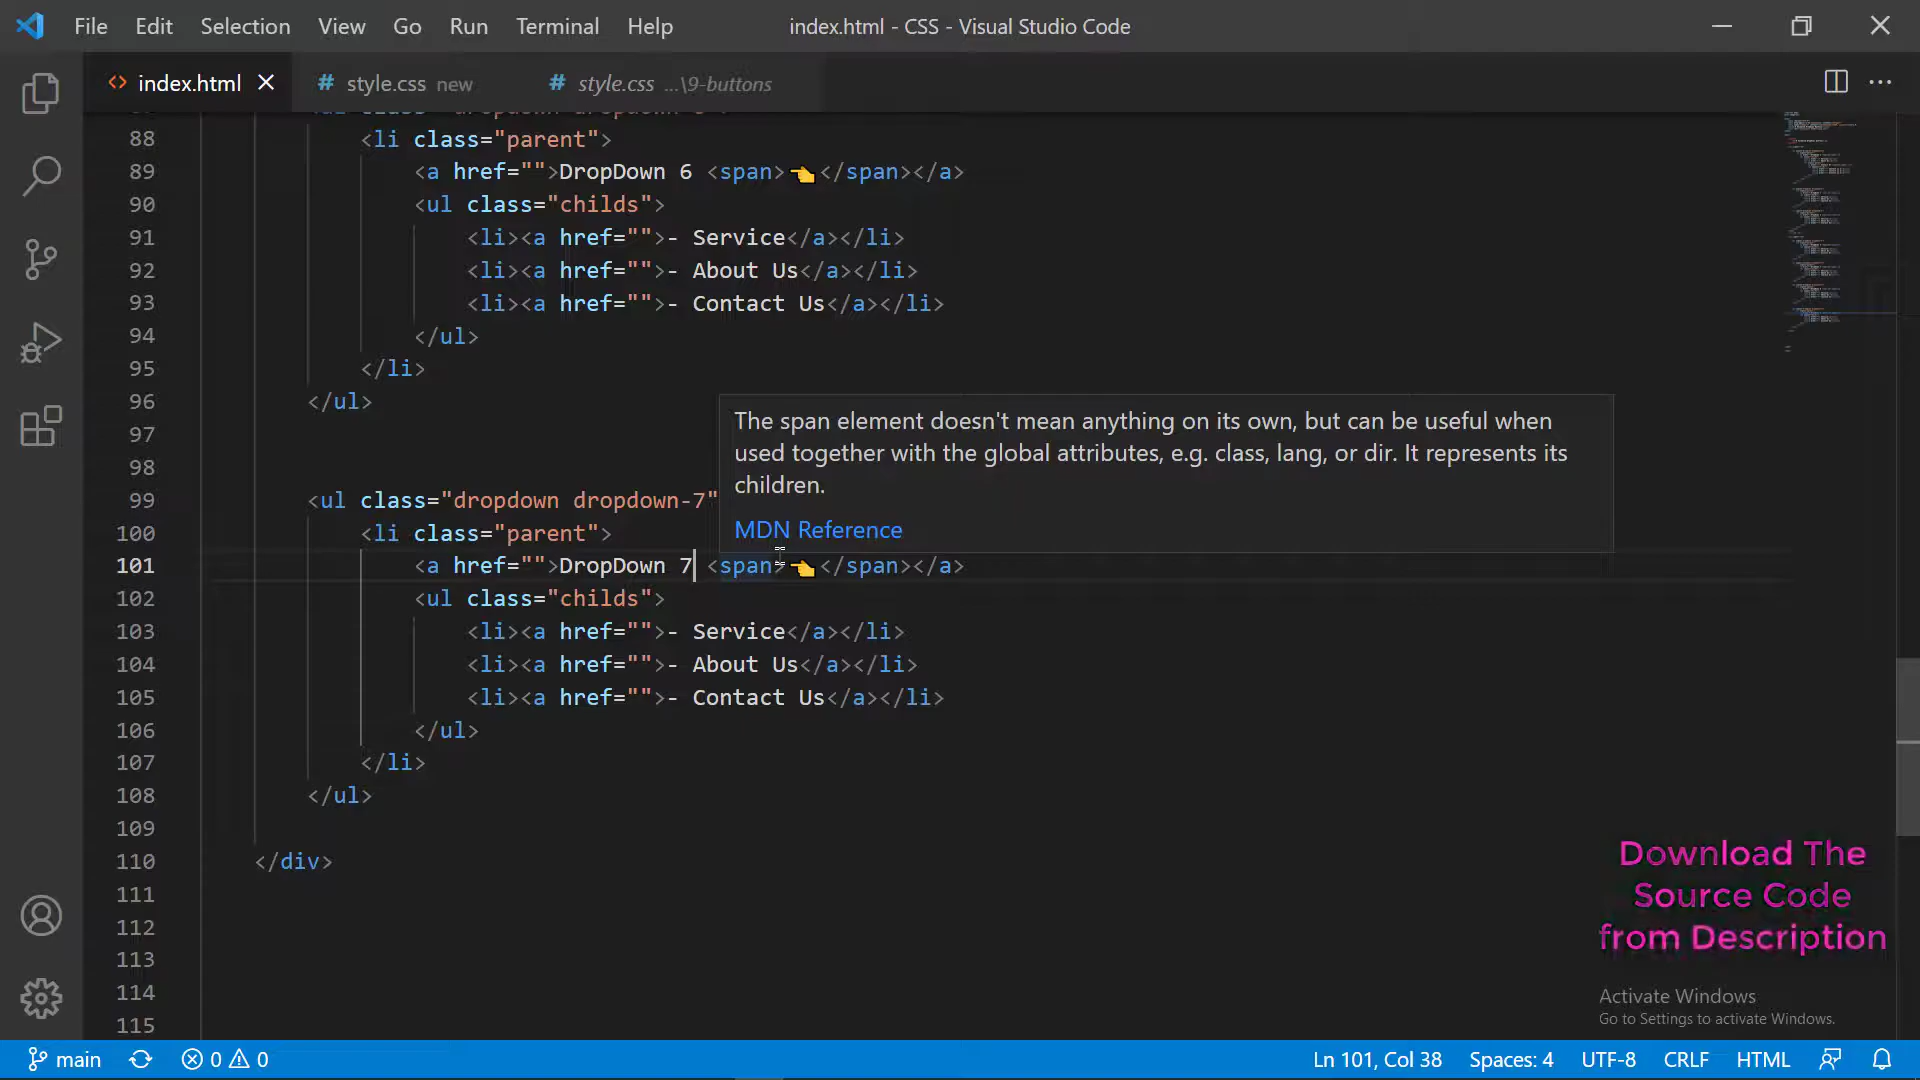 File Edit Selection View Go Run Terminal Help index.html - CSS - Visual Studio Code
index.html style.css new style.css ...\9-buttons
88 <li class="parent">
89 <a href="">DropDown 6 <span>👈</span></a>
90 <ul class="childs">
91 <li><a href="">- Service</a></li>
92 <li><a href="">- About Us</a></li>
93 <li><a href="">- Contact Us</a></li>
94 </ul>
95 </li>
96 </ul>
97
98
The span element doesn't mean anything on its own, but can be useful when
used together with the global attributes, e.g. class, lang, or dir. It represents its
children.
MDN Reference
99 <ul class="dropdown dropdown-7"
100 <li class="parent">
101 <a href="">DropDown 7 <span>👈</span></a>
102 <ul class="childs">
103 <li><a href="">- Service</a></li>
104 <li><a href="">- About Us</a></li>
105 <li><a href="">- Contact Us</a></li>
106 </ul>
107 </li>
108 </ul>
109
110 </div>
111
112
113
114
115
Download The
Source Code
from Description
Activate Windows
Go to Settings to activate Windows.
main 0 0 Ln 101, Col 38 Spaces: 4 UTF-8 CRLF HTML